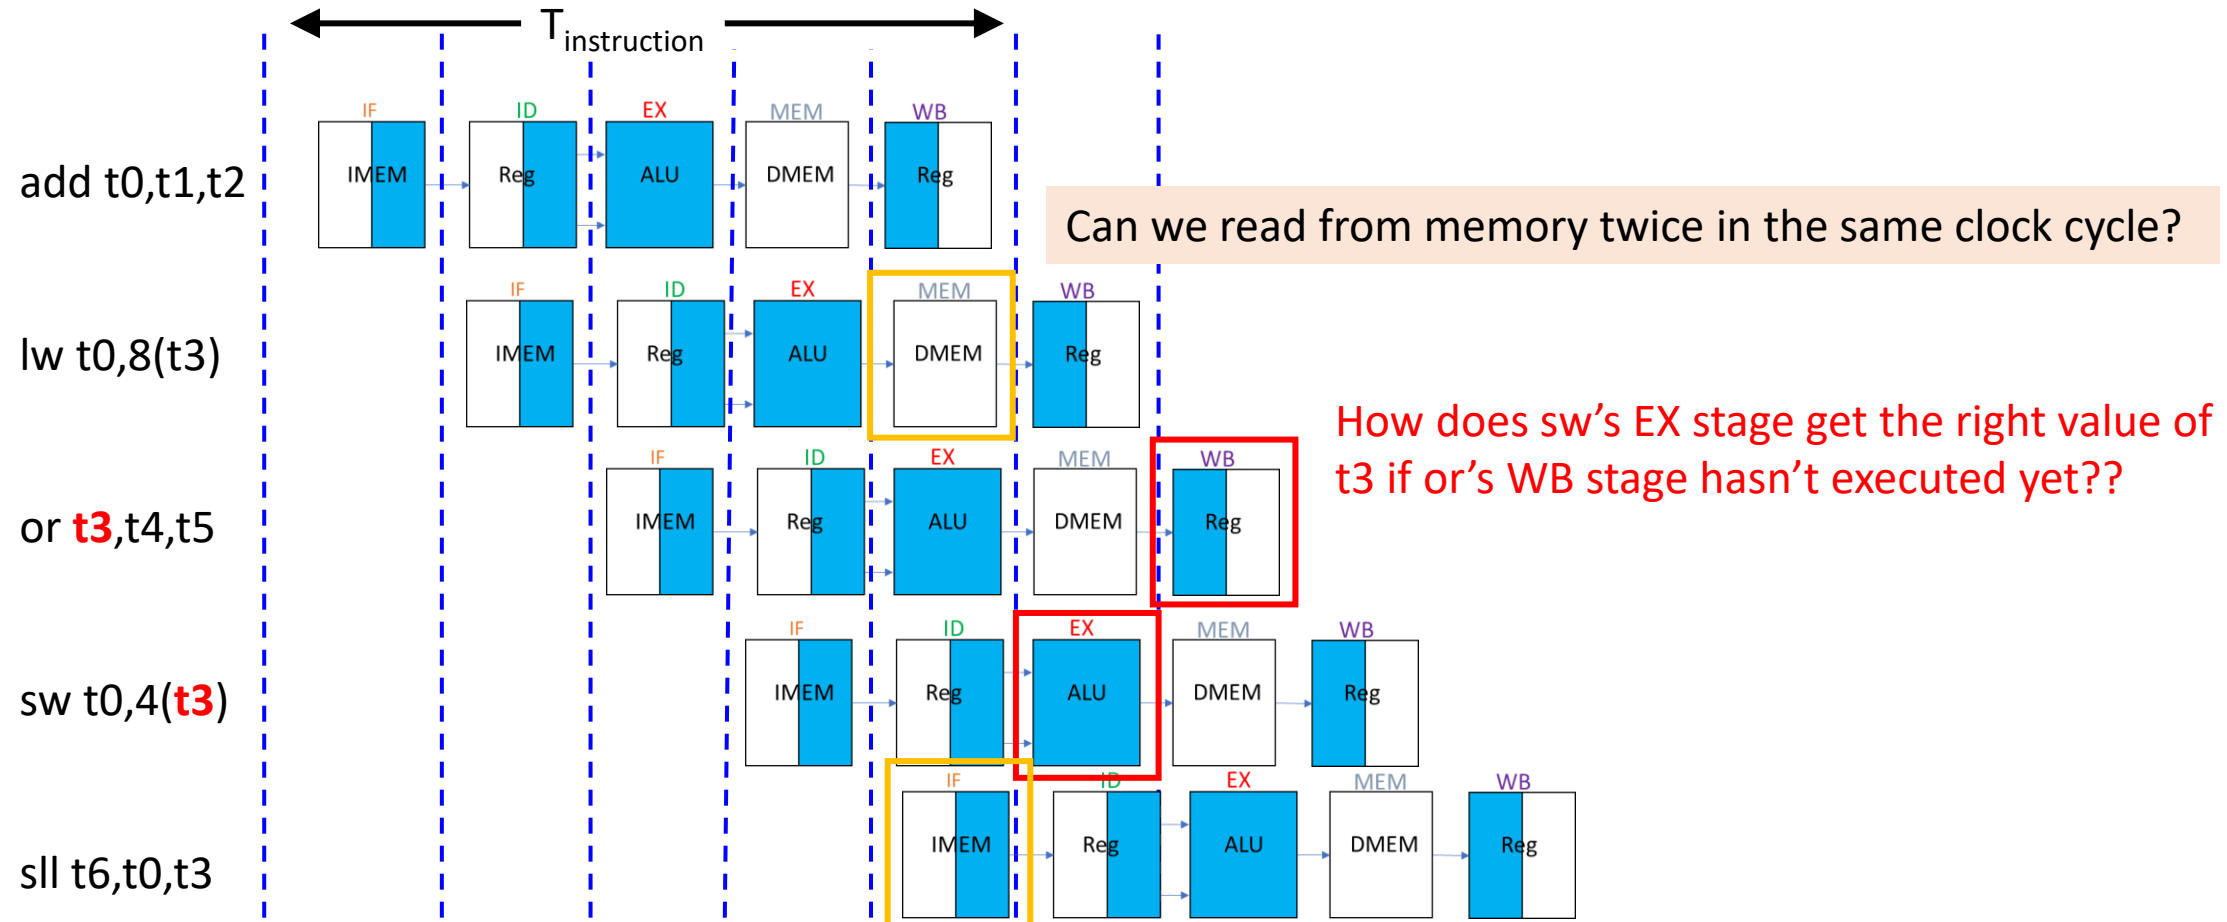 T instruction
IF ID EX MEM WB
add t0,t1,t2 IMEM Reg ALU DMEM Reg
Can we read from memory twice in the same clock cycle?
IF ID EX MEM WB
lw t0,8(t3) IMEM Reg ALU DMEM Reg
How does sw’s EX stage get the right value of
t3 if or’s WB stage hasn’t executed yet??
IF ID EX MEM WB
or t3,t4,t5 IMEM Reg ALU DMEM Reg
IF ID EX MEM WB
sw t0,4(t3) IMEM Reg ALU DMEM Reg
IF ID EX MEM WB
sll t6,t0,t3 IMEM Reg ALU DMEM Reg